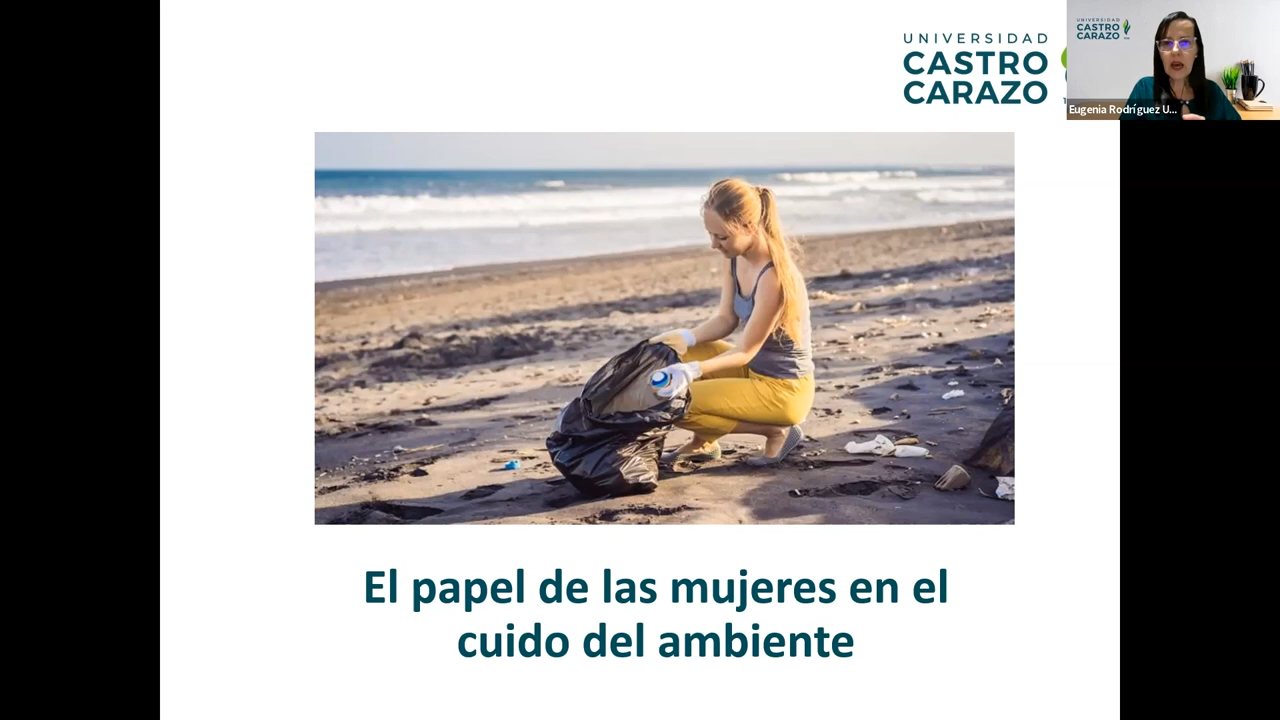 UNIVERSIDAD
CASTRO
CARAZO
UNIVERSIDAD
CASTRO
CARAZO
Eugenia Rodríguez U...
El papel de las mujeres en el
cuido del ambiente